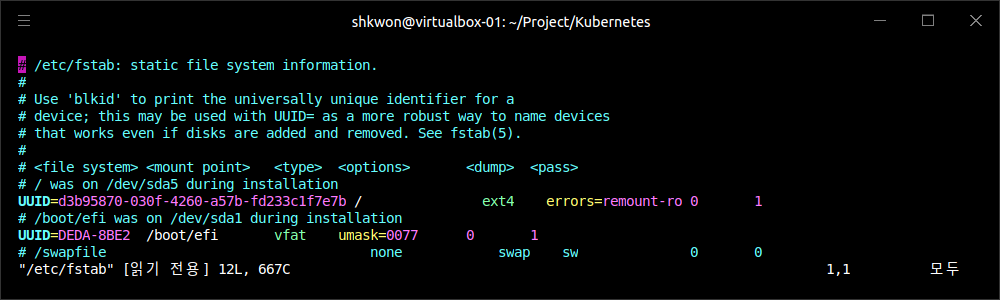 shkwon@virtualbox-01: ~/Project/Kubernetes
# /etc/fstab: static file system information.
#
# Use 'blkid' to print the universally unique identifier for a
# device; this may be used with UUID= as a more robust way to name devices
# that works even if disks are added and removed. See fstab(5).
#
# <file system> <mount point>   <type>  <options>       <dump>  <pass>
# / was on /dev/sda5 during installation
UUID=d3b95870-030f-4260-a57b-fd233c1f7e7b /               ext4    errors=remount-ro 0       1
# /boot/efi was on /dev/sda1 during installation
UUID=DEDA-8BE2  /boot/efi       vfat    umask=0077      0       1
# /swapfile                                 none            swap    sw              0       0
"/etc/fstab" [읽기 전용] 12L, 667C                                                                   1,1          모두